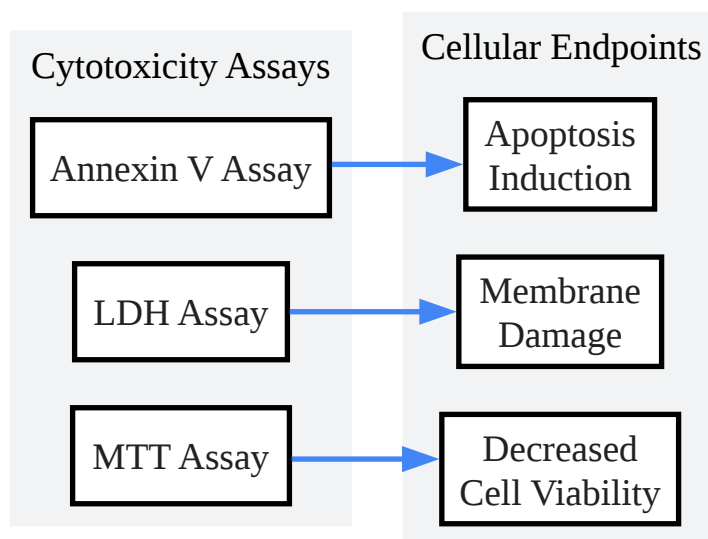 Cytotoxicity Assays
Annexin V Assay
LDH Assay
MTT Assay
Cellular Endpoints
Apoptosis
Induction
Membrane
Damage
Decreased
Cell Viability